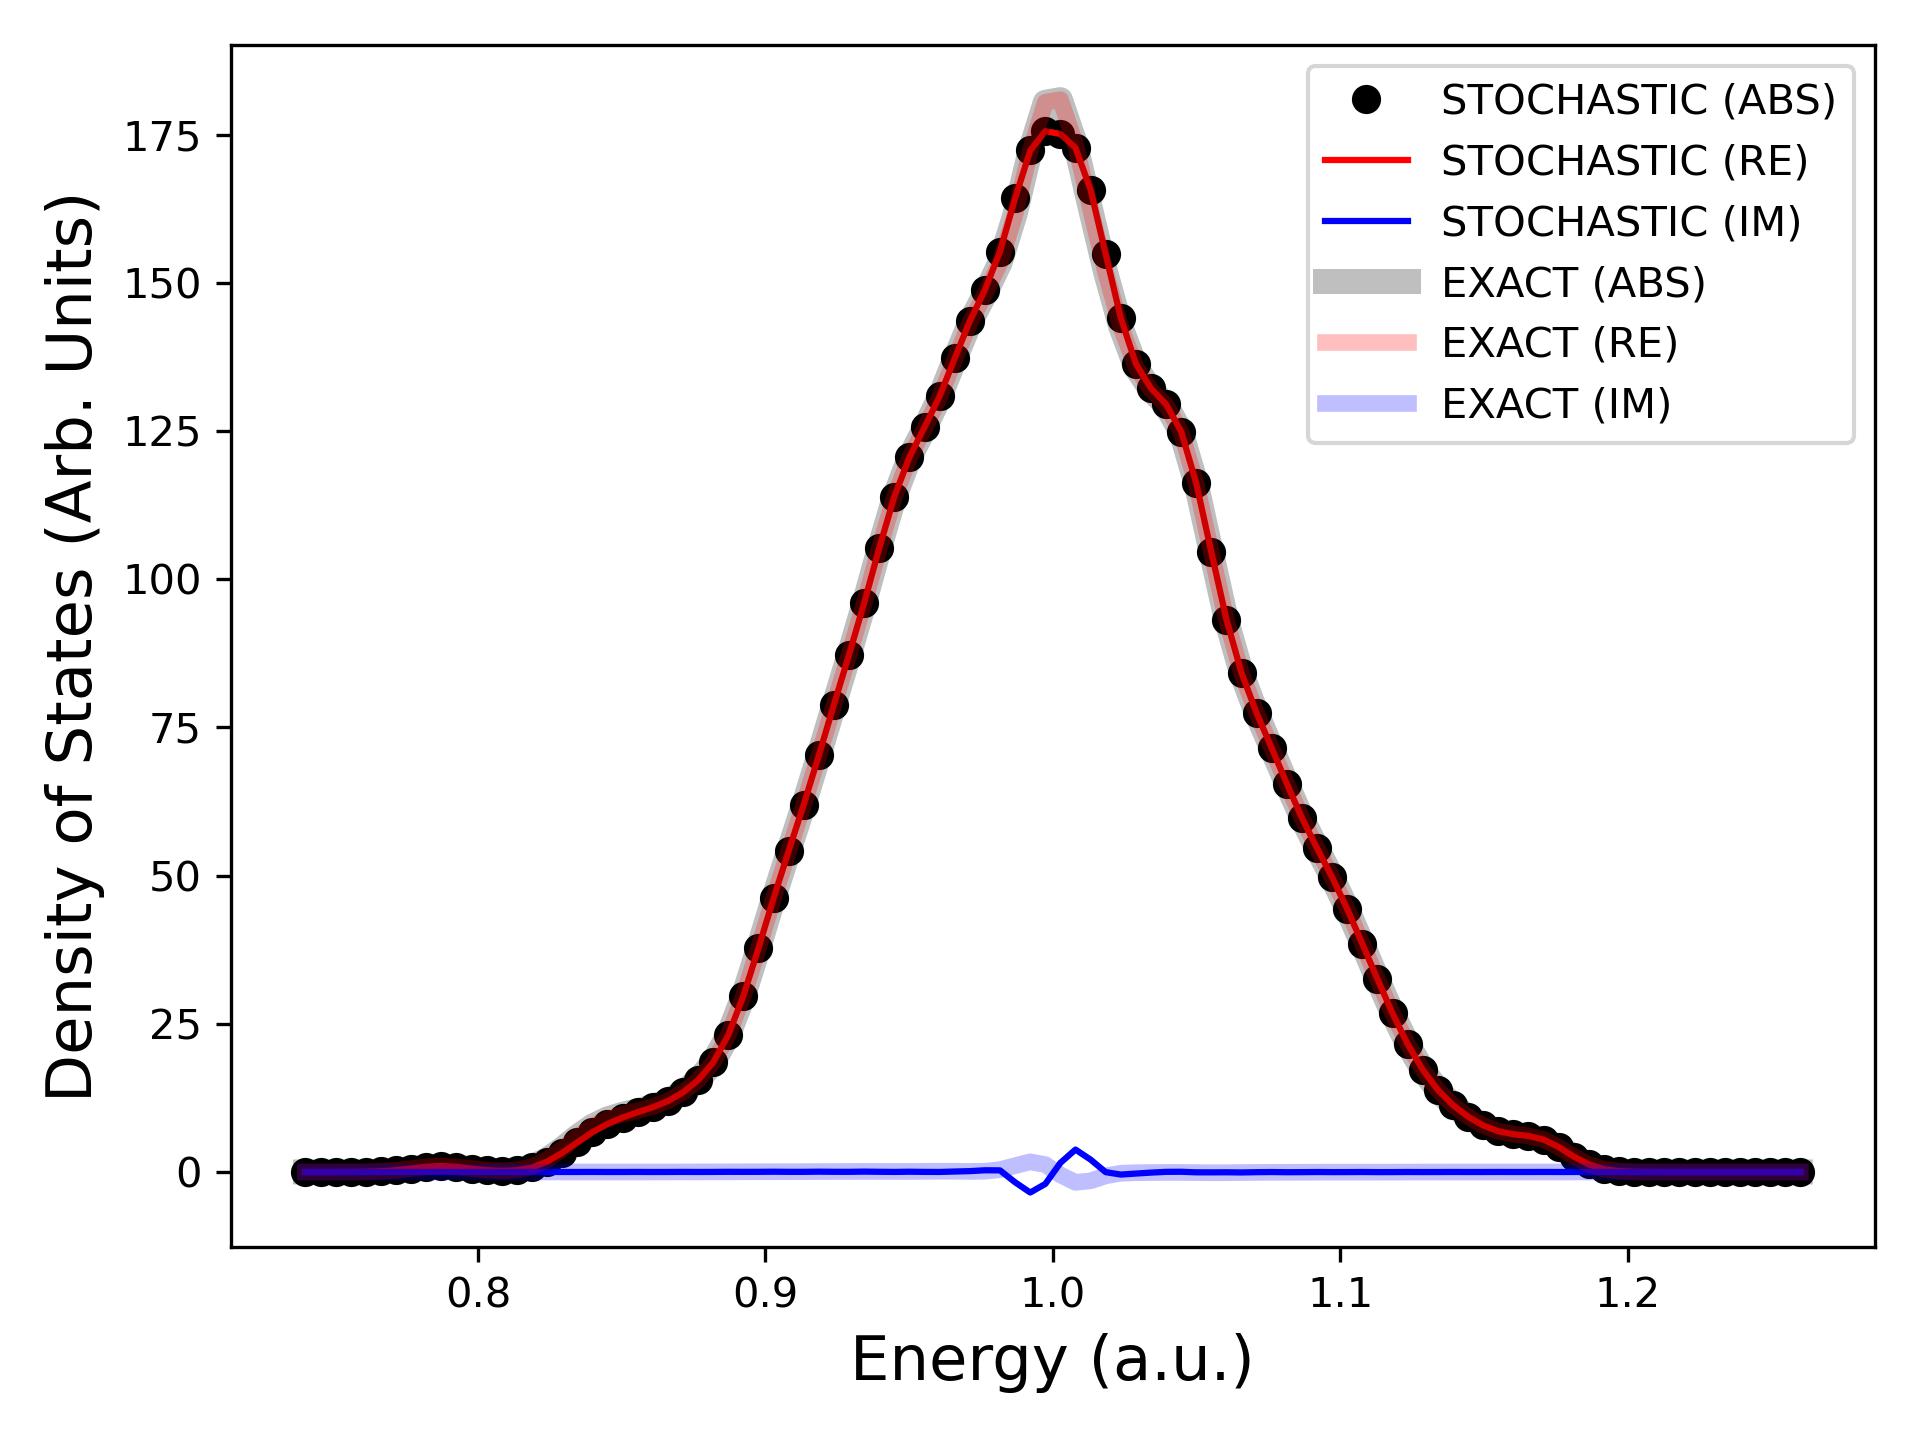 Density of States (Arb. Units)
175
150
125
100
75
50
25
0
STOCHASTIC (ABS)
STOCHASTIC (RE)
STOCHASTIC (IM)
EXACT (ABS)
EXACT (RE)
EXACT (IM)
0.8 0.9 1.0 1.1 1.2
Energy (a.u.)